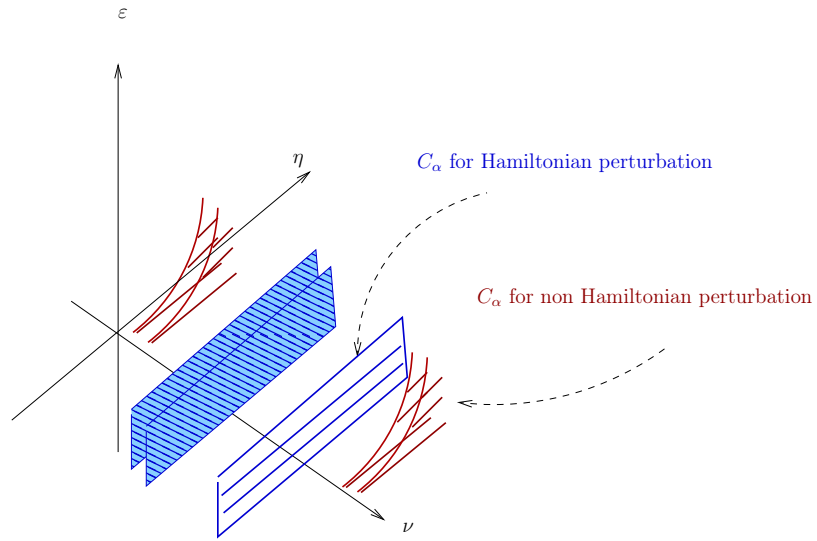 ε
η
C_α for Hamiltonian perturbation
C_α for non Hamiltonian perturbation
ν